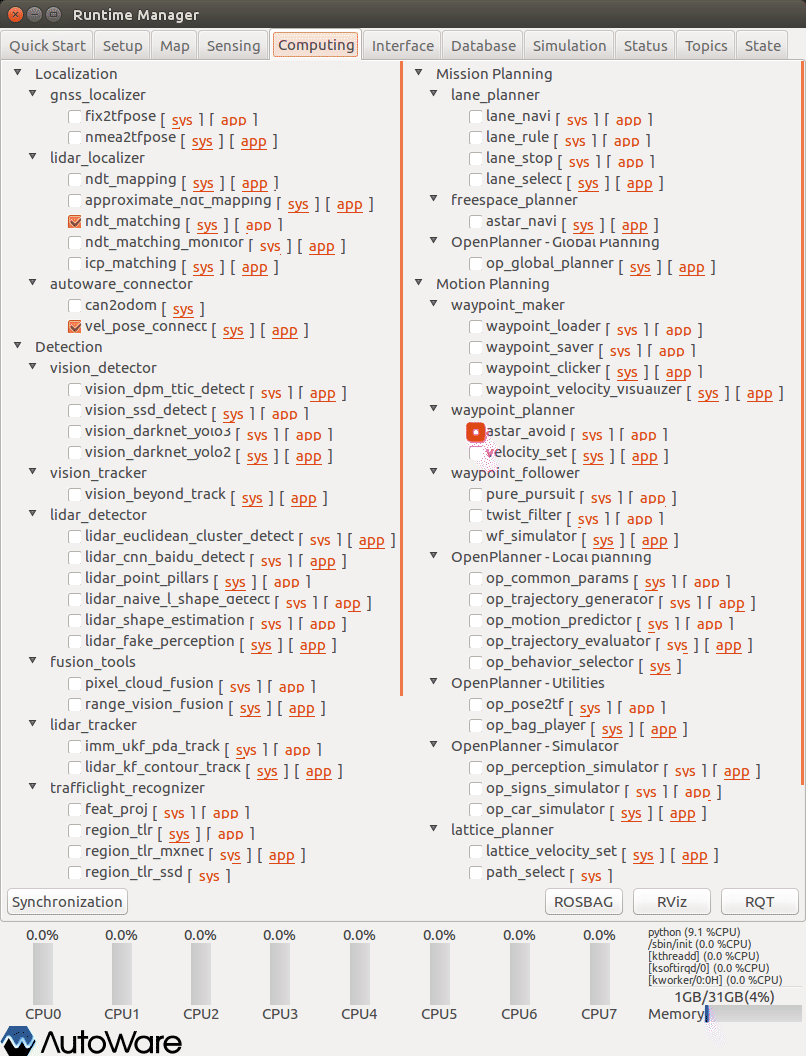 Runtime Manager
Quick Start Setup Map Sensing Computing Interface Database Simulation Status Topics State
Localization
gnss_localizer
fix2tfpose [ sys ] [ app ]
nmea2tfpose [ sys ] [ app ]
lidar_localizer
ndt_mapping [ sys ] [ app ]
approximate_ndt_mapping [ sys ] [ app ]
ndt_matching [ sys ] [ app ]
ndt_matching_monitor [ sys ] [ app ]
icp_matching [ sys ] [ app ]
autoware_connector
can2odom [ sys ]
vel_pose_connect [ sys ] [ app ]
Detection
vision_detector
vision_dpm_ttic_detect [ sys ] [ app ]
vision_ssd_detect [ sys ] [ app ]
vision_darknet_yolo3 [ sys ] [ app ]
vision_darknet_yolo2 [ sys ] [ app ]
vision_tracker
vision_beyond_track [ sys ] [ app ]
lidar_detector
lidar_euclidean_cluster_detect [ sys ] [ app ]
lidar_cnn_baidu_detect [ sys ] [ app ]
lidar_point_pillars [ sys ] [ app ]
lidar_naive_l_shape_detect [ sys ] [ app ]
lidar_shape_estimation [ sys ] [ app ]
lidar_fake_perception [ sys ] [ app ]
fusion_tools
pixel_cloud_fusion [ sys ] [ app ]
range_vision_fusion [ sys ] [ app ]
lidar_tracker
imm_ukf_pda_track [ sys ] [ app ]
lidar_kf_contour_track [ sys ] [ app ]
trafficlight_recognizer
feat_proj [ sys ] [ app ]
region_tlr [ sys ] [ app ]
region_tlr_mxnet [ sys ] [ app ]
region_tlr_ssd [ sys ]
Mission Planning
lane_planner
lane_navi [ sys ] [ app ]
lane_rule [ sys ] [ app ]
lane_stop [ sys ] [ app ]
lane_select [ sys ] [ app ]
freespace_planner
astar_navi [ sys ] [ app ]
OpenPlanner - Global Planning
op_global_planner [ sys ] [ app ]
Motion Planning
waypoint_maker
waypoint_loader [ sys ] [ app ]
waypoint_saver [ sys ] [ app ]
waypoint_clicker [ sys ] [ app ]
waypoint_velocity_visualizer [ sys ] [ app ]
waypoint_planner
astar_avoid [ sys ] [ app ]
velocity_set [ sys ] [ app ]
waypoint_follower
pure_pursuit [ sys ] [ app ]
twist_filter [ sys ] [ app ]
wf_simulator [ sys ] [ app ]
OpenPlanner - Local planning
op_common_params [ sys ] [ app ]
op_trajectory_generator [ sys ] [ app ]
op_motion_predictor [ sys ] [ app ]
op_trajectory_evaluator [ sys ] [ app ]
op_behavior_selector [ sys ]
OpenPlanner - Utilities
op_pose2tf [ sys ] [ app ]
op_bag_player [ sys ] [ app ]
OpenPlanner - Simulator
op_perception_simulator [ sys ] [ app ]
op_signs_simulator [ sys ] [ app ]
op_car_simulator [ sys ] [ app ]
lattice_planner
lattice_velocity_set [ sys ] [ app ]
path_select [ sys ]
Synchronization ROSBAG RViz RQT
0.0% 0.0% 0.0% 0.0% 0.0% 0.0% 0.0% 0.0%
CPU0 CPU1 CPU2 CPU3 CPU4 CPU5 CPU6 CPU7
python (9.1 %CPU)
/sbin/init (0.0 %CPU)
[kthreadd] (0.0 %CPU)
[ksoftirqd/0] (0.0 %CPU)
[kworker/0:0H] (0.0 %CPU)
1GB/31GB(4%)
Memory
AutoWare